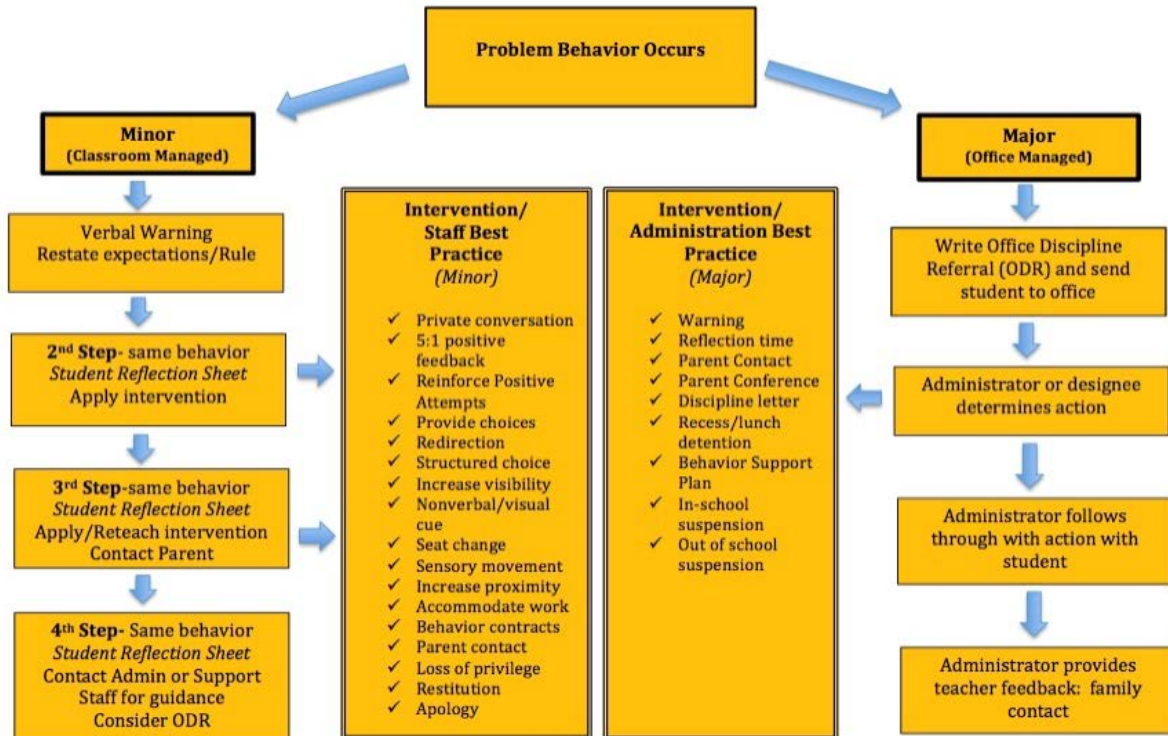 Problem Behavior Occurs
Minor
(Classroom Managed)
Verbal Warning
Restate expectations/Rule
2nd Step- same behavior
Student Reflection Sheet
Apply intervention
3rd Step-same behavior
Student Reflection Sheet
Apply/Reteach intervention
Contact Parent
4th Step- Same behavior
Student Reflection Sheet
Contact Admin or Support
Staff for guidance
Consider ODR
Intervention/
Staff Best
Practice
(Minor)
✓ Private conversation
✓ 5:1 positive
feedback
✓ Reinforce Positive
Attempts
✓ Provide choices
✓ Redirection
✓ Structured choice
✓ Increase visibility
✓ Nonverbal/visual
cue
✓ Seat change
✓ Sensory movement
✓ Increase proximity
✓ Accommodate work
✓ Behavior contracts
✓ Parent contact
✓ Loss of privilege
✓ Restitution
✓ Apology
Intervention/
Administration Best
Practice
(Major)
✓ Warning
✓ Reflection time
✓ Parent Contact
✓ Parent Conference
✓ Discipline letter
✓ Recess/lunch
detention
✓ Behavior Support
Plan
✓ In-school
suspension
✓ Out of school
suspension
Major
(Office Managed)
Write Office Discipline
Referral (ODR) and send
student to office
Administrator or designee
determines action
Administrator follows
through with action with
student
Administrator provides
teacher feedback: family
contact